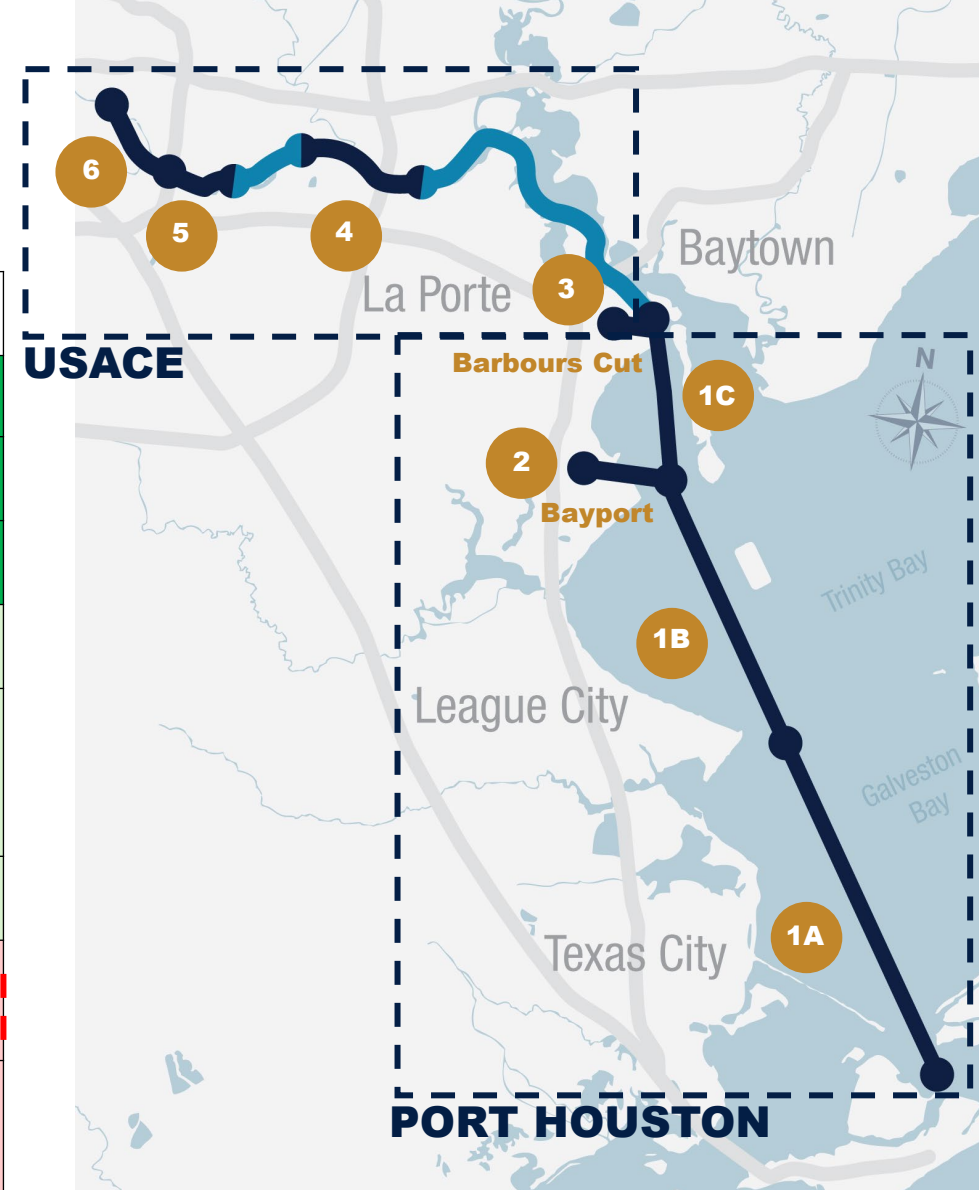 6
5
4
3
La Porte
Baytown
USACE
Barbours Cut
1C
N
2
Bayport
Trinity Bay
1B
League City
Galveston
Bay
1A
Texas City
PORT HOUSTON